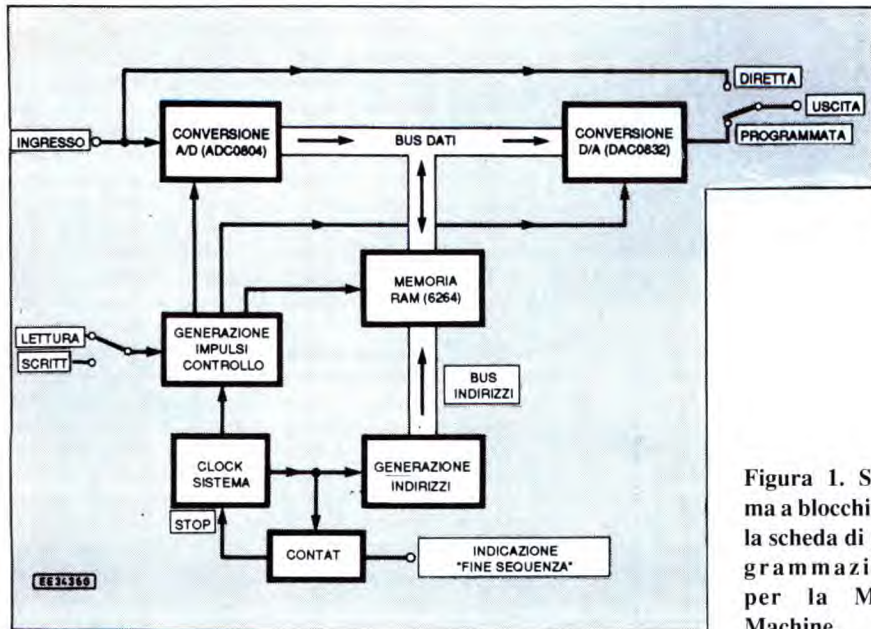 DIRETTA
USCITA
PROGRAMMATA
INGRESSO
CONVERSIONE
A/D (ADC0804)
BUS DATI
CONVERSIONE
D/A (DAC0832)
MEMORIA
RAM (6264)
LETTURA
SCRITT
GENERAZIONE
IMPULSI
CONTROLLO
BUS
INDIRIZZI
CLOCK
SISTEMA
GENERAZIONE
INDIRIZZI
STOP
CONTAT
INDICAZIONE
"FINE SEQUENZA"
EE34360
Figura 1. S
ma a blocchi
la scheda di
grammazi
per la M
Machine